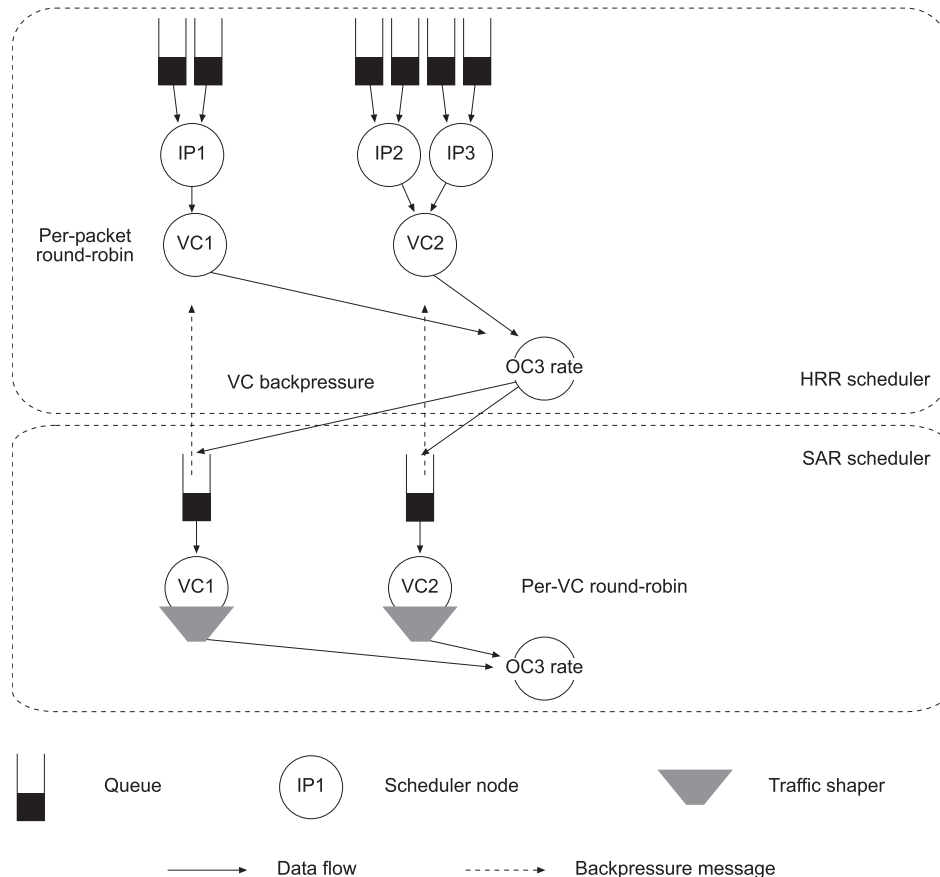 IP1
IP2
IP3
Per-packet
round-robin
VC1
VC2
OC3 rate
VC backpressure
HRR scheduler
SAR scheduler
VC1
VC2
Per-VC round-robin
OC3 rate
Queue
IP1
Scheduler node
Traffic shaper
Data flow
Backpressure message